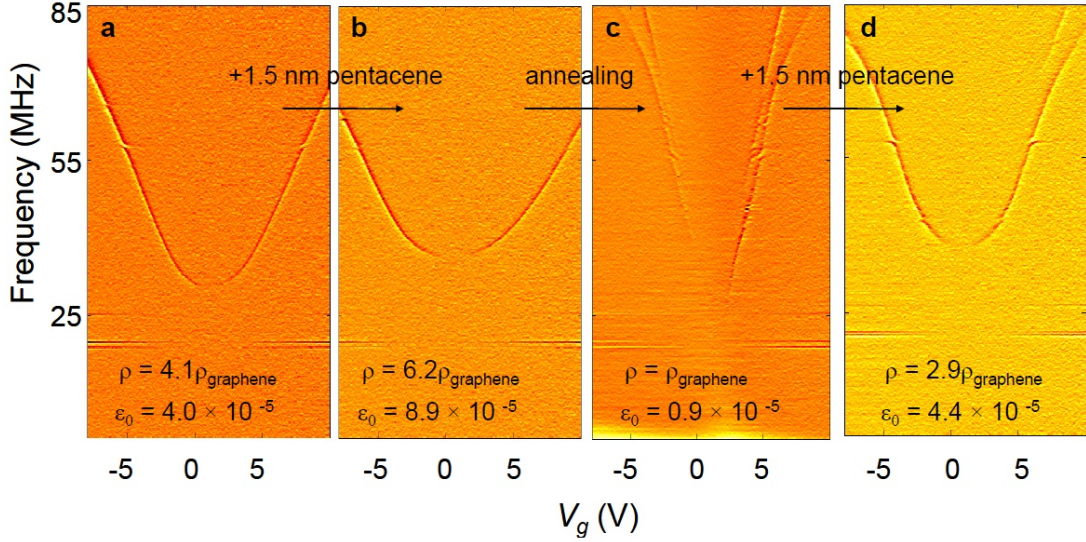 85
a
b
c
d
+1.5 nm pentacene
annealing
+1.5 nm pentacene
55
25
Frequency (MHz)
ρ = 4.1ρgraphene
ε0 = 4.0 × 10 -5
ρ = 6.2ρgraphene
ε0 = 8.9 × 10 -5
ρ = ρgraphene
ε0 = 0.9 × 10 -5
ρ = 2.9ρgraphene
ε0 = 4.4 × 10 -5
-5 0 5
-5 0 5
-5 0 5
-5 0 5
Vg (V)